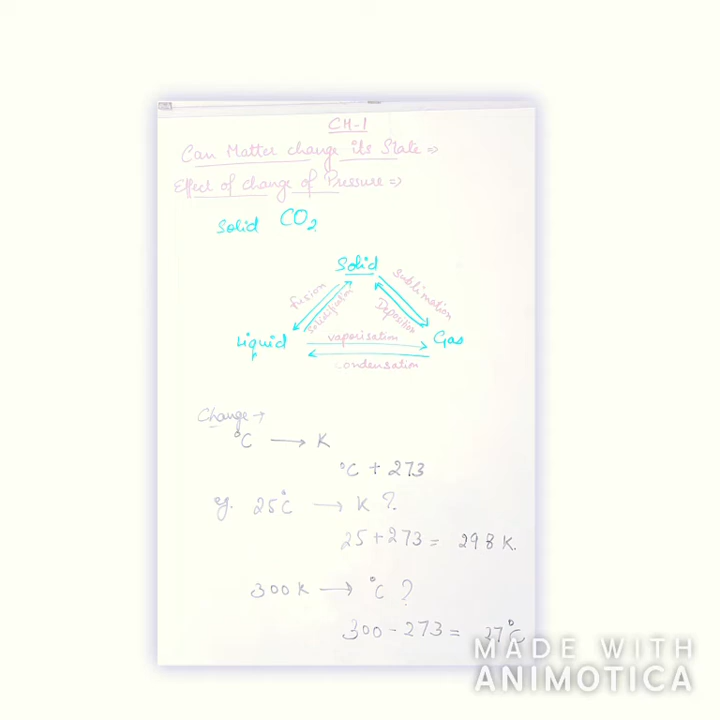 CH-1
Can Matter change its State ⇒
Effect of change of Pressure ⇒
Solid CO₂
Solid
fusion
Solidification
Sublimation
Deposition
Liquid
vaporisation
Gas
condensation
Change →
°C → K
°C + 273
eg. 25°C → K ?
25 + 273 = 298 K.
300 K → °C ?
300 - 273 = 27°C
MADE WITH
ANIMOTICA